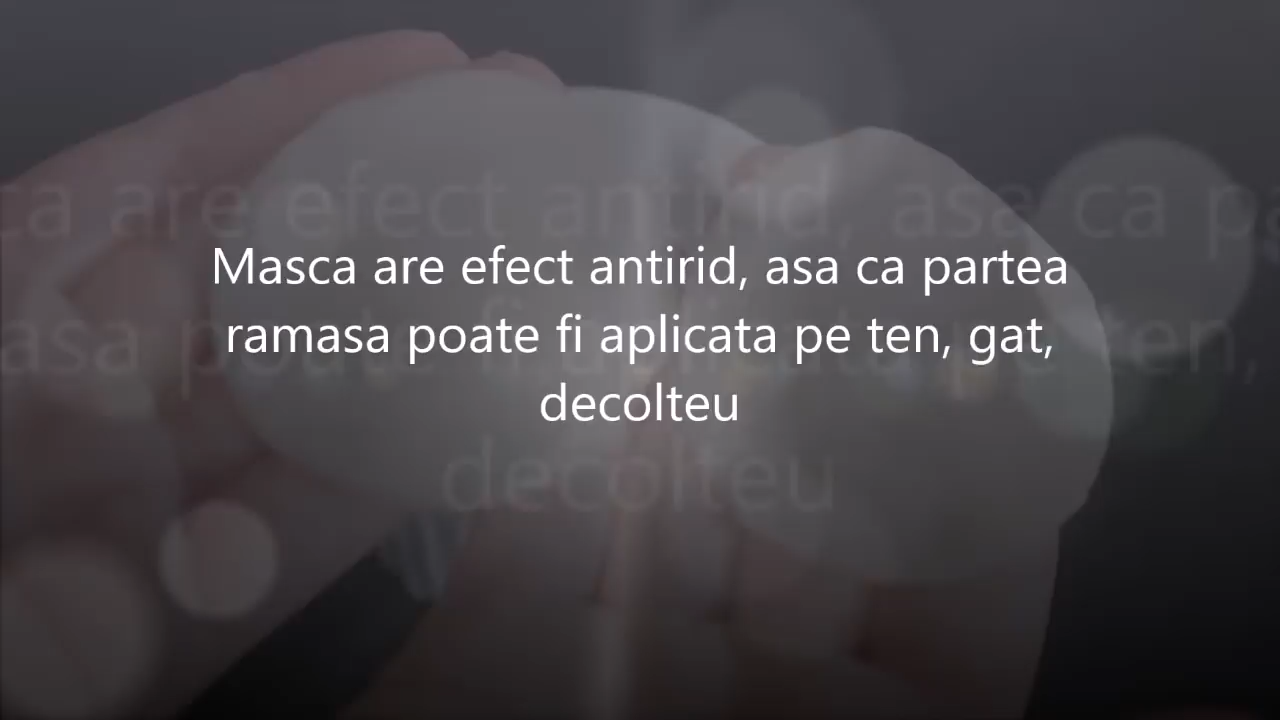 Masca are efect antirid, asa ca partea
ramasa poate fi aplicata pe ten, gat,
decolteu